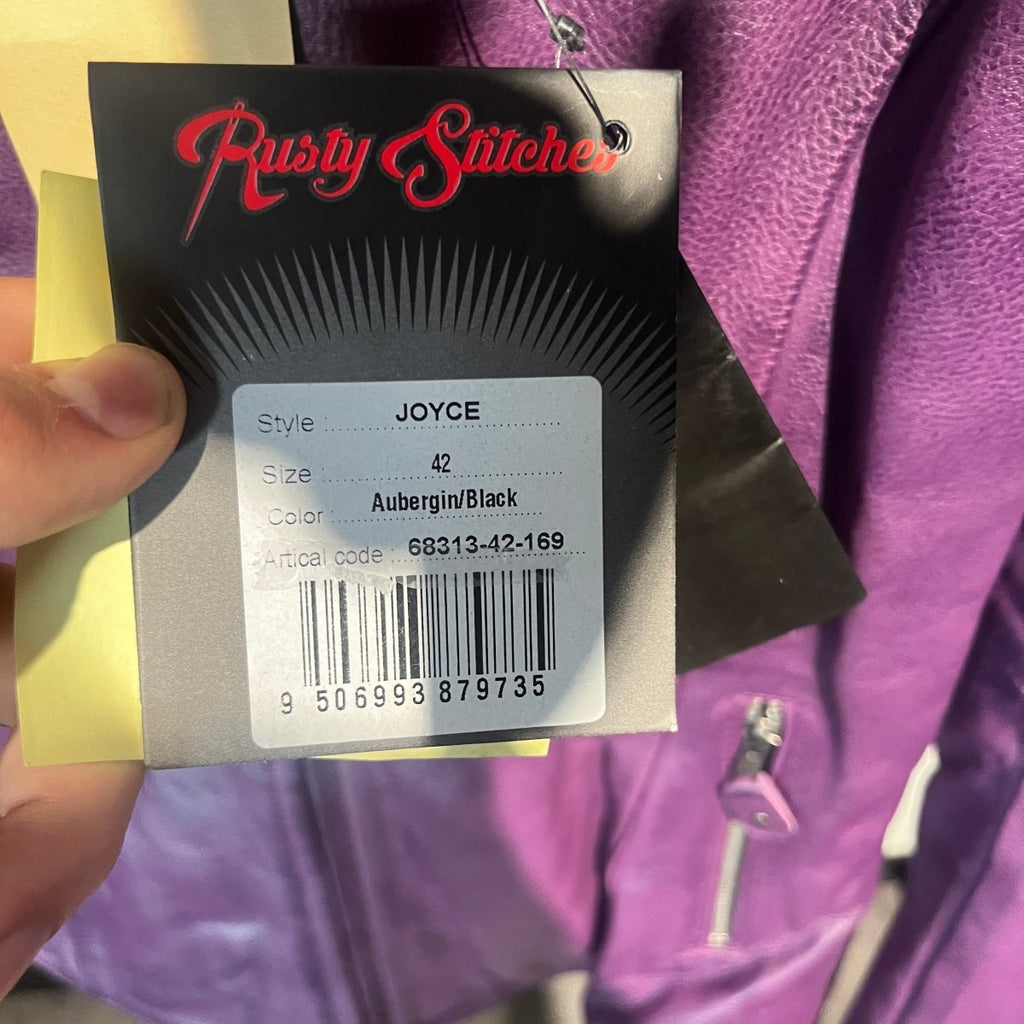 Rusty Stitches
Style : JOYCE
Size : 42
Color : Aubergin/Black
Artical code : 68313-42-169
9 506993 879735